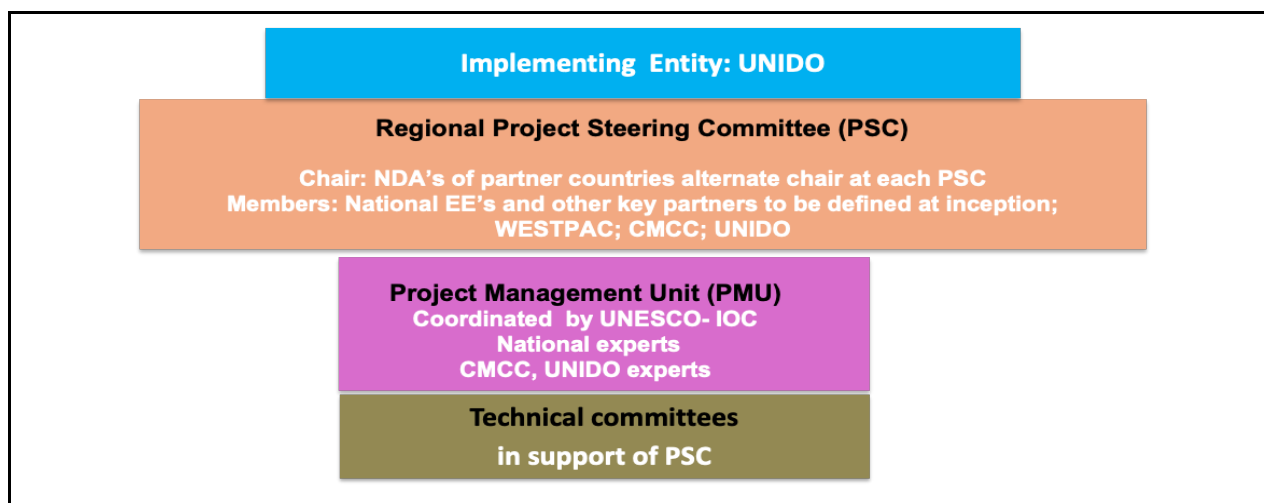 Implementing Entity: UNIDO
Regional Project Steering Committee (PSC)
Chair: NDA's of partner countries alternate chair at each PSC
Members: National EE's and other key partners to be defined at inception;
WESTPAC; CMCC; UNIDO
Project Management Unit (PMU)
Coordinated by UNESCO- IOC
National experts
CMCC, UNIDO experts
Technical committees
in support of PSC